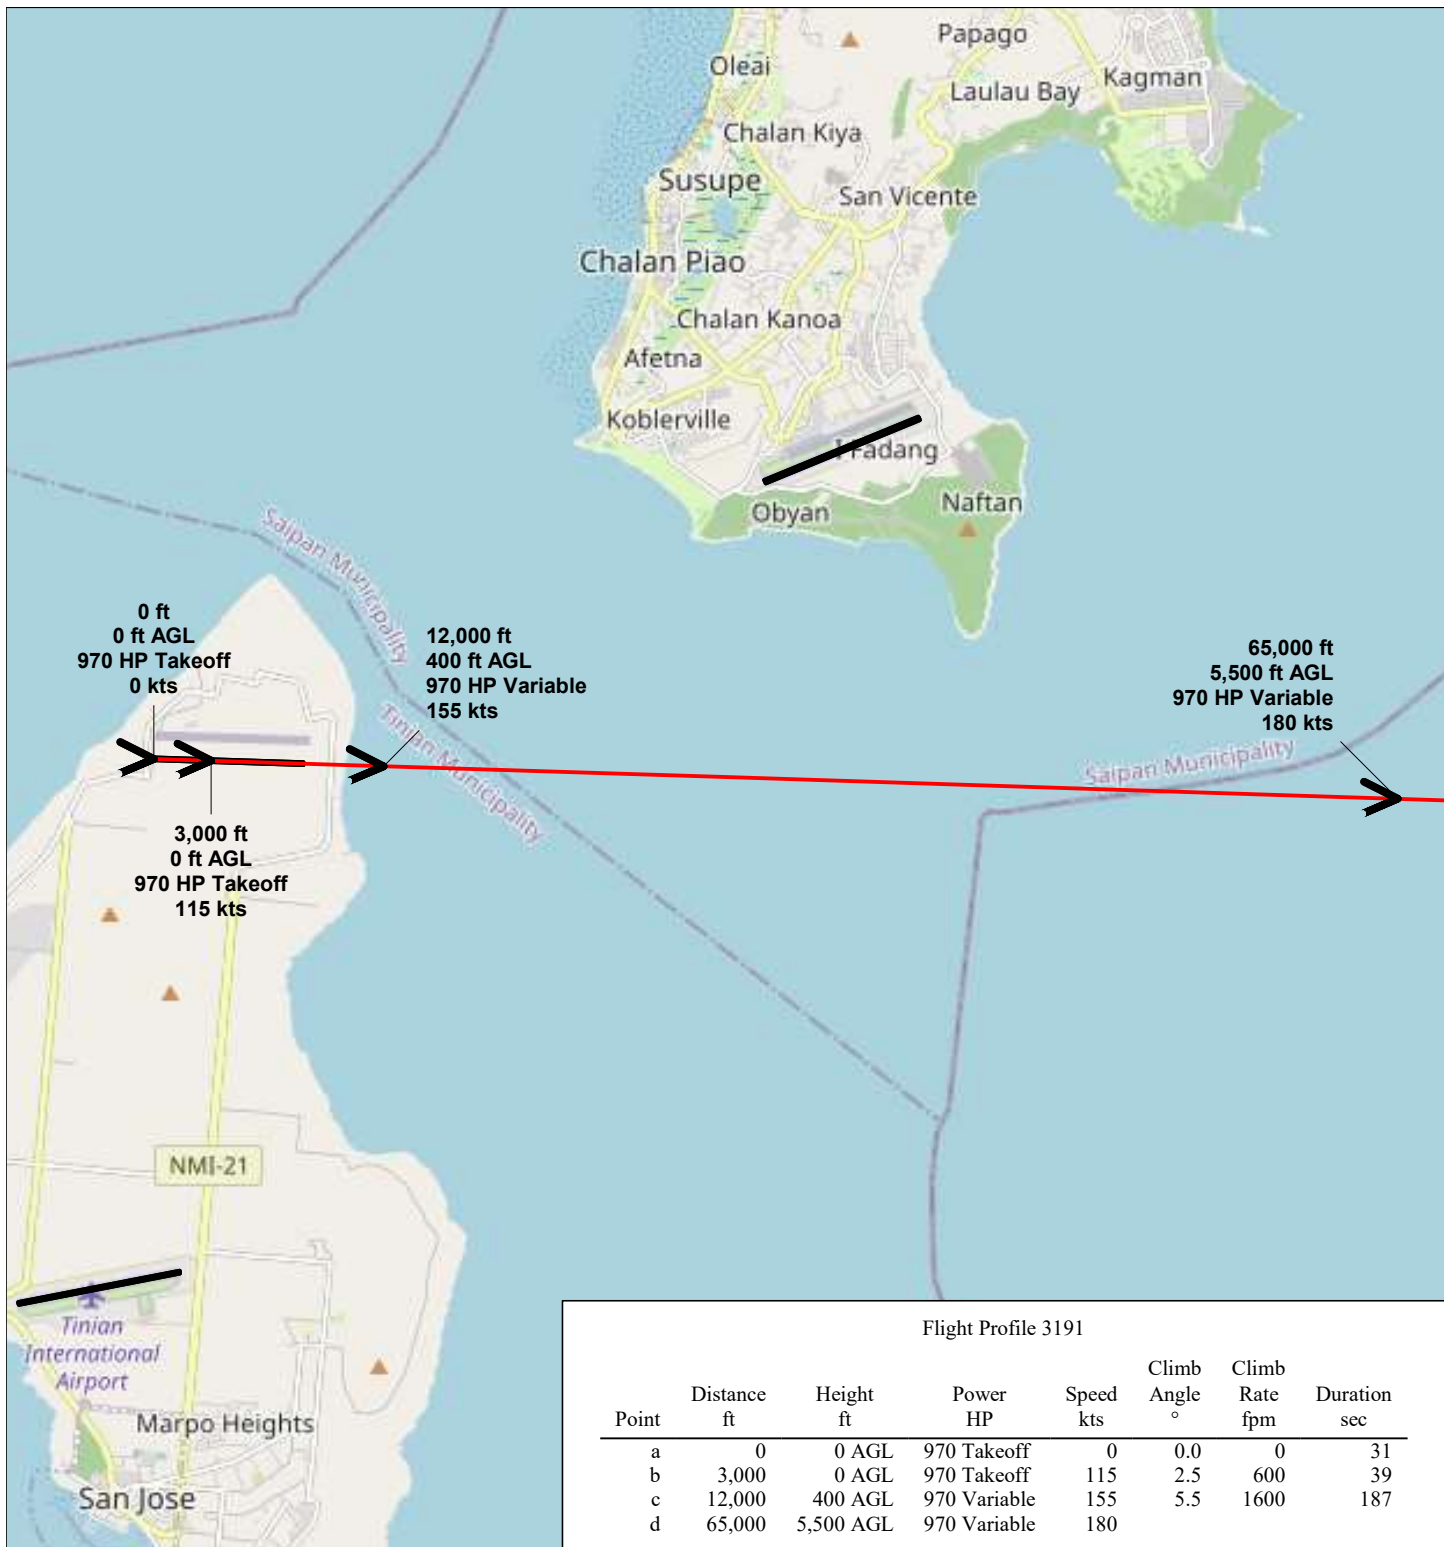 Papago
Oleai
Kagman
Laulau Bay
Chalan Kiya
Susupe
San Vicente
Chalan Piao
Chalan Kanoa
Afetna
Koblerville
I Fadang
Naftan
Obyan
Saipan Municipality
0 ft
0 ft AGL
970 HP Takeoff
0 kts
12,000 ft
400 ft AGL
970 HP Variable
155 kts
65,000 ft
5,500 ft AGL
970 HP Variable
180 kts
Tinian Municipality
Saipan Municipality
3,000 ft
0 ft AGL
970 HP Takeoff
115 kts
NMI-21
Tinian
International
Airport
Marpo Heights
San Jose
Flight Profile 3191
Climb Climb
Distance Height Power Speed Angle Rate Duration
Point ft ft HP kts ° fpm sec
a 0 0 AGL 970 Takeoff 0 0.0 0 31
b 3,000 0 AGL 970 Takeoff 115 2.5 600 39
c 12,000 400 AGL 970 Variable 155 5.5 1600 187
d 65,000 5,500 AGL 970 Variable 180